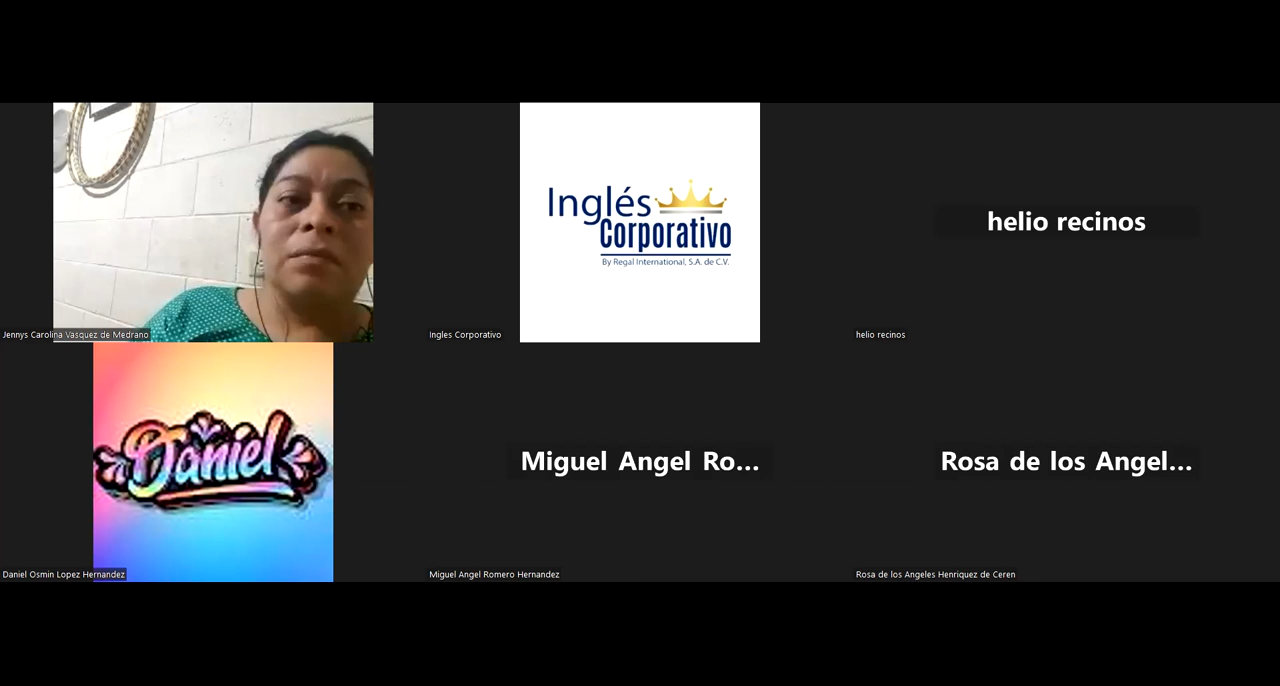 Inglés
Corporativo
By Regal International, S.A. de C.V.
helio recinos
Jennys Carolina Vasquez de Medrano
Ingles Corporativo
helio recinos
Daniel
Miguel Angel Ro...
Rosa de los Angel...
Daniel Osmin Lopez Hernandez
Miguel Angel Romero Hernandez
Rosa de los Angeles Henriquez de Ceren